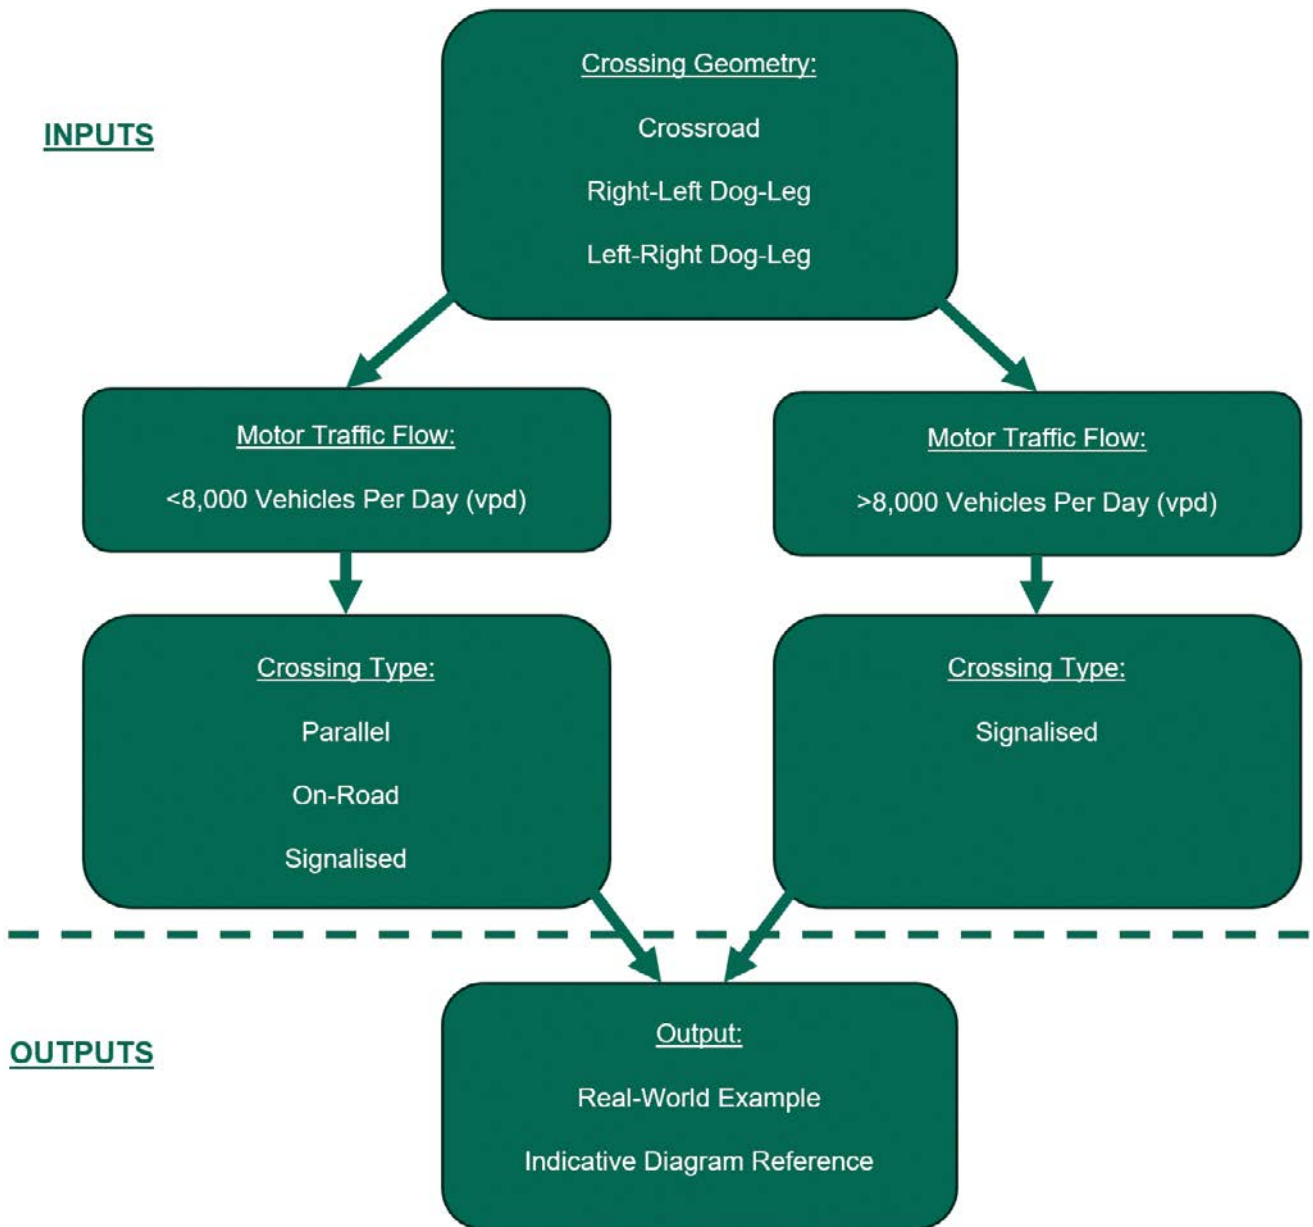 INPUTS
Crossing Geometry:
Crossroad
Right-Left Dog-Leg
Left-Right Dog-Leg
Motor Traffic Flow:
<8,000 Vehicles Per Day (vpd)
Motor Traffic Flow:
>8,000 Vehicles Per Day (vpd)
Crossing Type:
Parallel
On-Road
Signalised
Crossing Type:
Signalised
OUTPUTS
Output:
Real-World Example
Indicative Diagram Reference